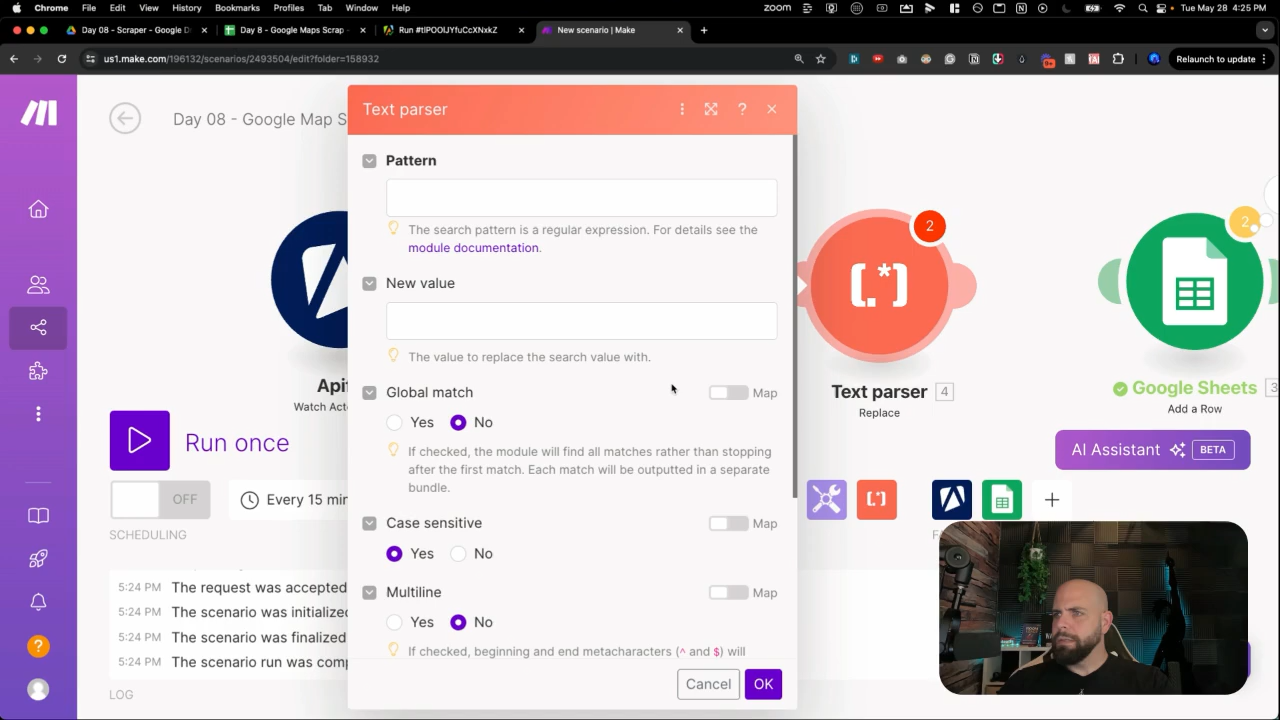 Chrome File Edit View History Bookmarks Profiles Tab Window Help
zoom Tue May 28 4:25 PM
Day 08 - Scraper - Google D
Day 8 - Google Maps Scrap
Run #tlPOOlJYfuCcXNxkZ
New scenario | Make
us1.make.com/196132/scenarios/2493504/edit?folder=158932
Relaunch to update
Day 08 - Google Map S
Text parser
Pattern
The search pattern is a regular expression. For details see the
module documentation.
New value
The value to replace the search value with.
Global match
Map
Yes No
If checked, the module will find all matches rather than stopping
after the first match. Each match will be outputted in a separate
bundle.
Case sensitive
Map
Yes No
Multiline
Map
Yes No
If checked, beginning and end metacharacters (^ and $) will
Cancel OK
Apif
Watch Acto
2
[.*]
Text parser 4
Replace
2
Google Sheets 3
Add a Row
Run once
AI Assistant BETA
OFF
Every 15 min
SCHEDULING
F
5:24 PM The request was accepted
5:24 PM The scenario was initialize
5:24 PM The scenario was finalized
5:24 PM The scenario run was comp
LOG